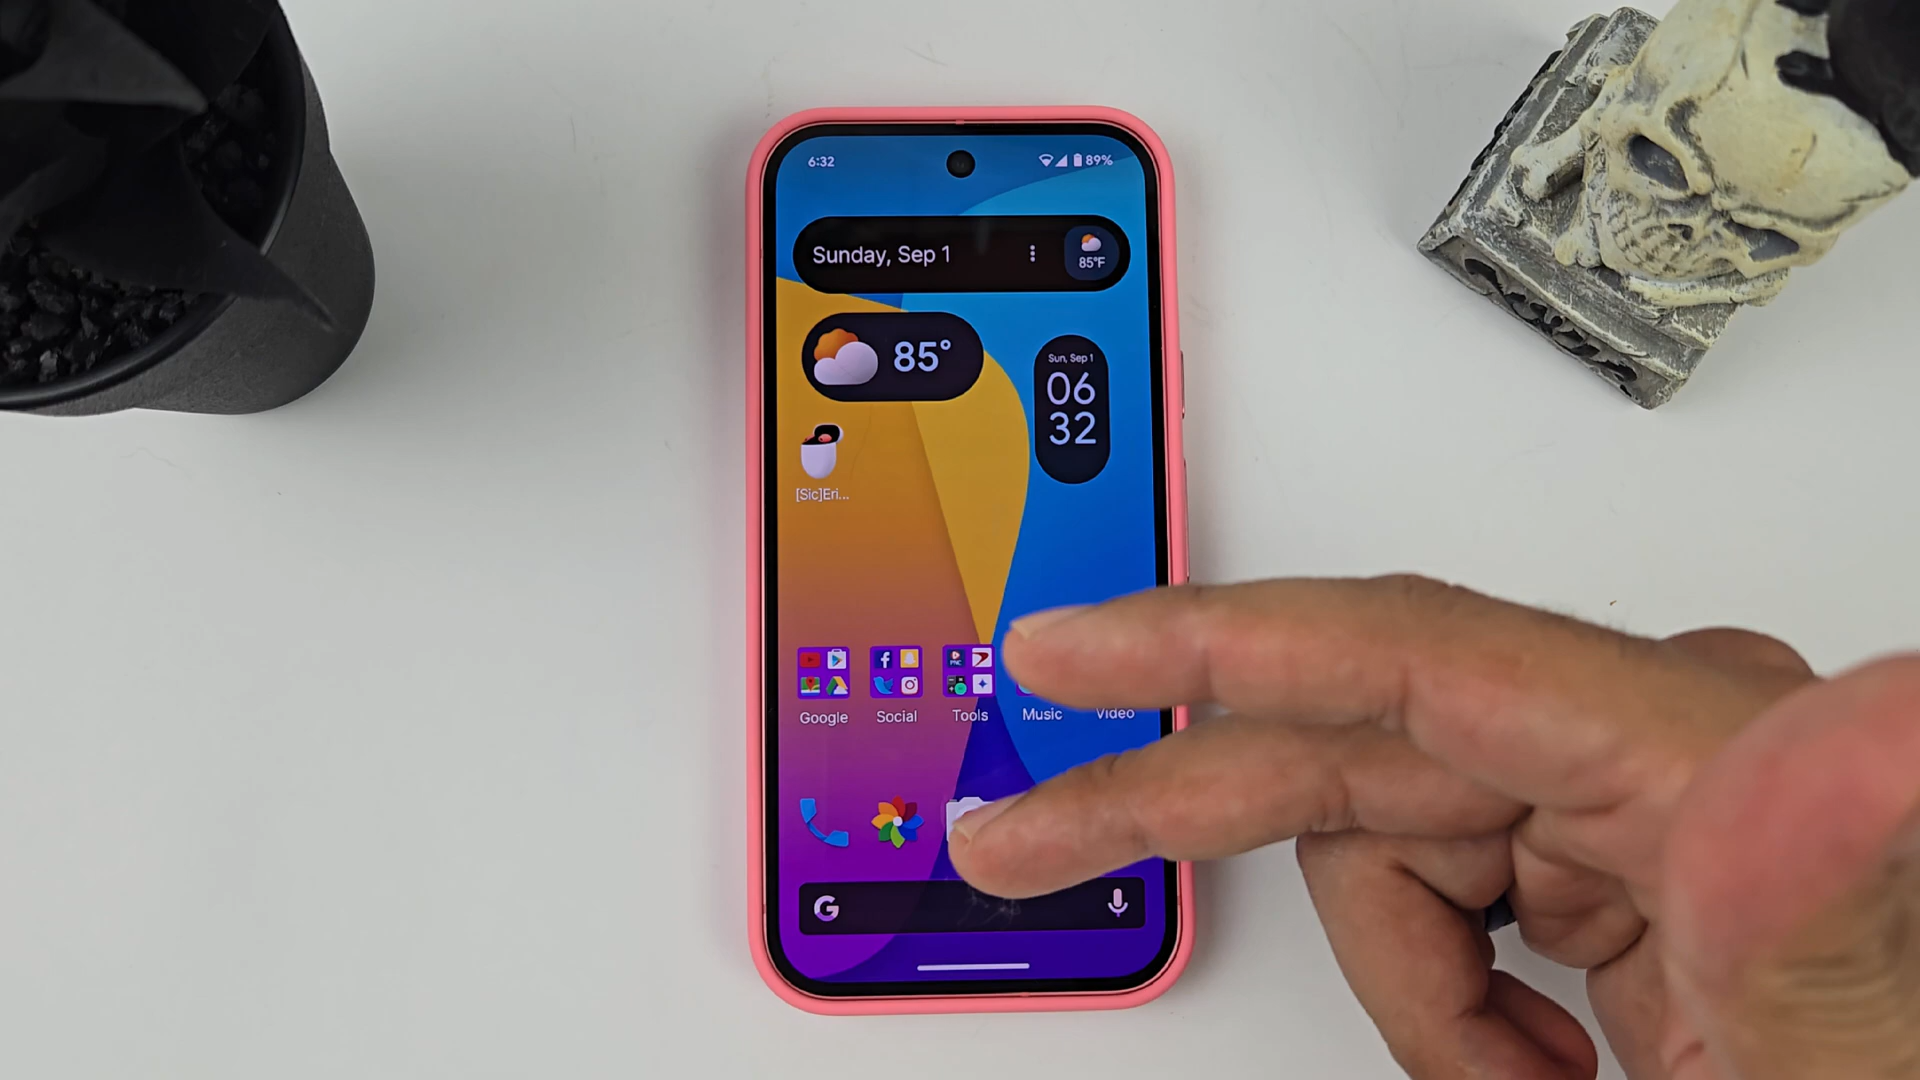 6:32
89%
Sunday, Sep 1
85°F
85°
Sun, Sep 1
06
32
[Sic]Eri...
Google
Social
Tools
Music
Video